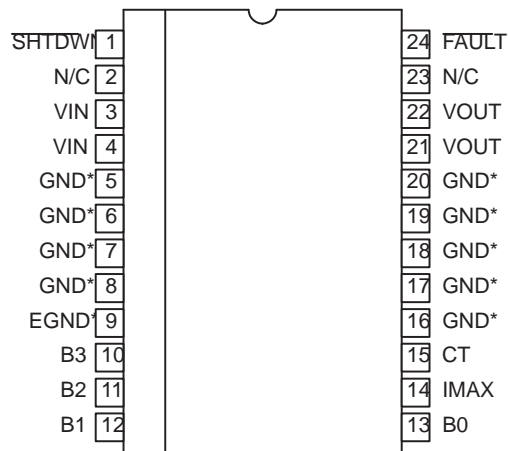 SHTDWN 1 24 FAULT
N/C 2 23 N/C
VIN 3 22 VOUT
VIN 4 21 VOUT
GND* 5 20 GND*
GND* 6 19 GND*
GND* 7 18 GND*
GND* 8 17 GND*
EGND* 9 16 GND*
B3 10 15 CT
B2 11 14 IMAX
B1 12 13 B0